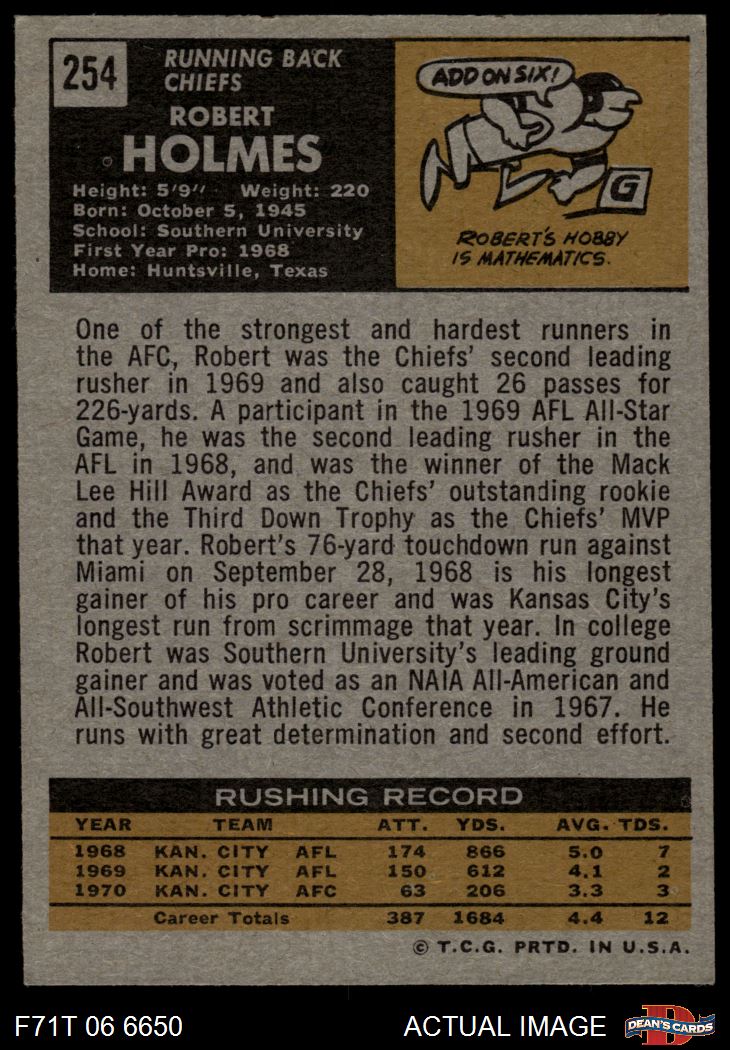 254
RUNNING BACK
CHIEFS
ROBERT
HOLMES
Height: 5'9" Weight: 220
Born: October 5, 1945
School: Southern University
First Year Pro: 1968
Home: Huntsville, Texas
ADD ON SIX!
G
ROBERT'S HOBBY
IS MATHEMATICS.
One of the strongest and hardest runners in
the AFC, Robert was the Chiefs' second leading
rusher in 1969 and also caught 26 passes for
226-yards. A participant in the 1969 AFL All-Star
Game, he was the second leading rusher in the
AFL in 1968, and was the winner of the Mack
Lee Hill Award as the Chiefs' outstanding rookie
and the Third Down Trophy as the Chiefs' MVP
that year. Robert's 76-yard touchdown run against
Miami on September 28, 1968 is his longest
gainer of his pro career and was Kansas City's
longest run from scrimmage that year. In college
Robert was Southern University's leading ground
gainer and was voted as an NAIA All-American and
All-Southwest Athletic Conference in 1967. He
runs with great determination and second effort.
RUSHING RECORD
YEAR TEAM ATT. YDS. AVG. TDS.
1968 KAN. CITY AFL 174 866 5.0 7
1969 KAN. CITY AFL 150 612 4.1 2
1970 KAN. CITY AFC 63 206 3.3 3
Career Totals 387 1684 4.4 12
© T.C.G. PRTD. IN U.S.A.
F71T 06 6650 ACTUAL IMAGE
D
DEAN'S CARDS